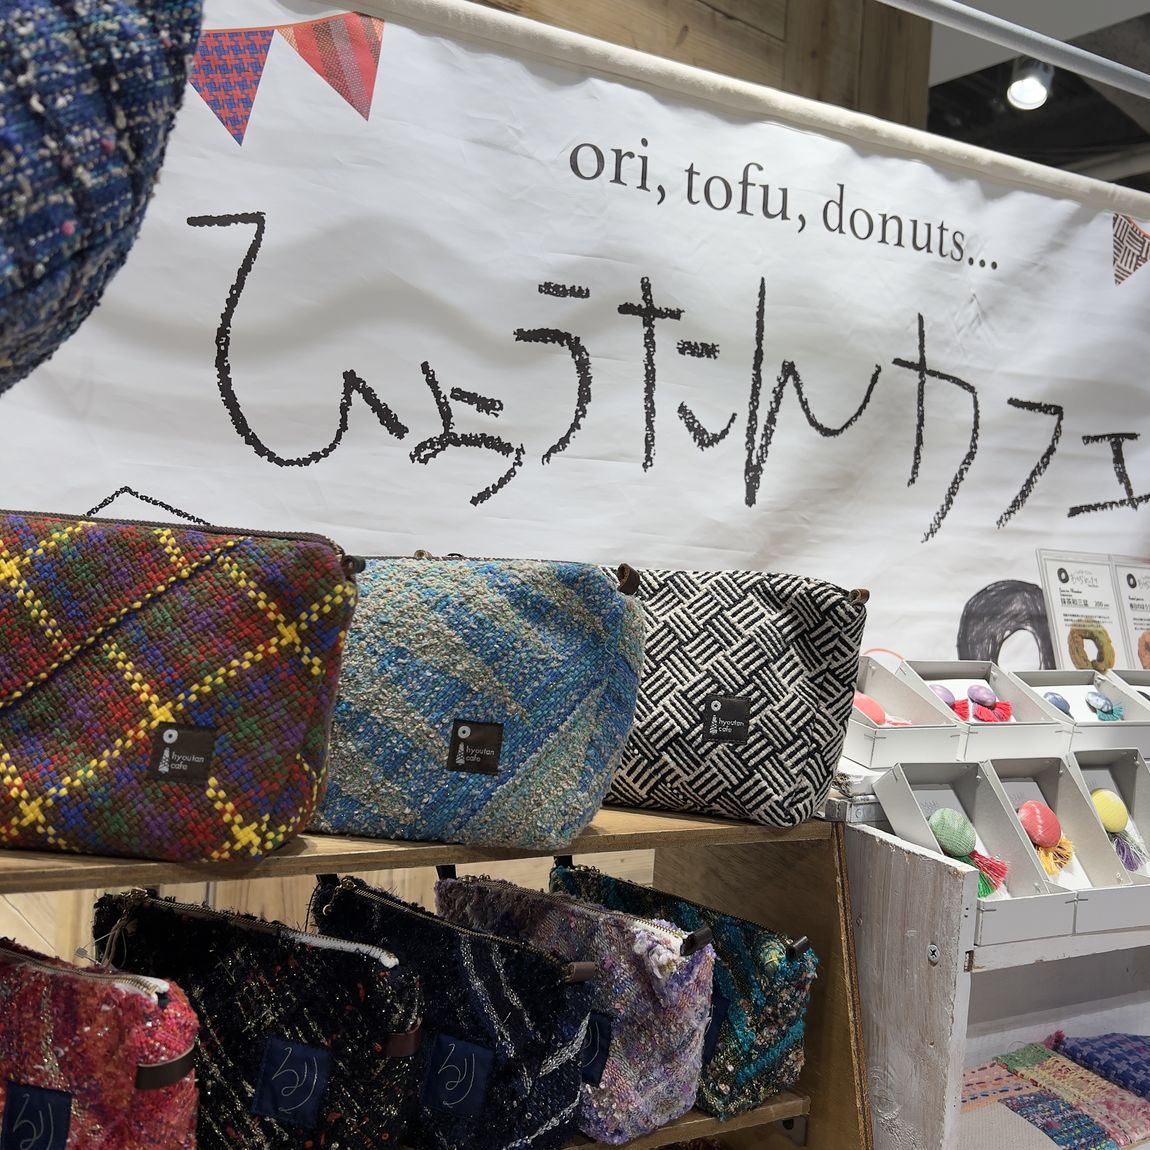 ori, tofu, donuts...
ひょうたんカフェ
hyoutan
cafe
hyoutan
cafe
hyoutan
cafe